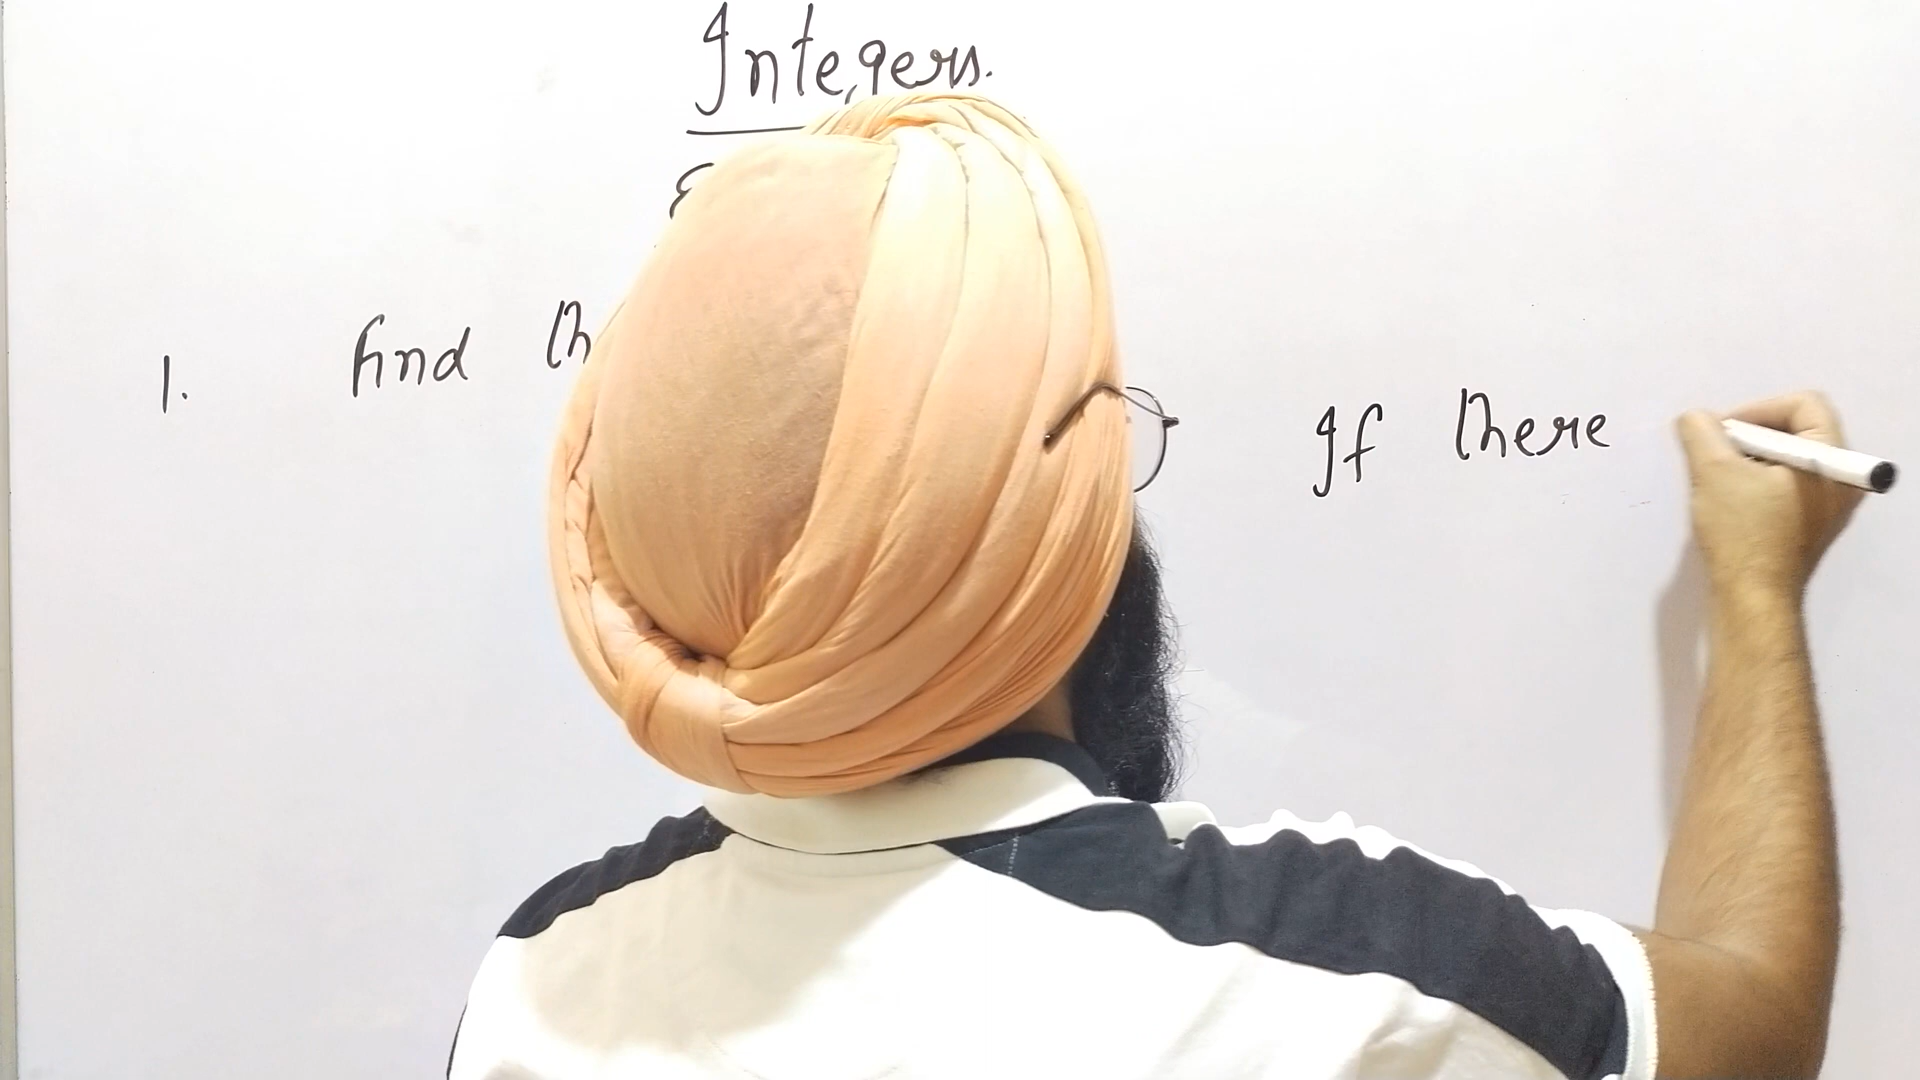 Integers.
1. find th
If there